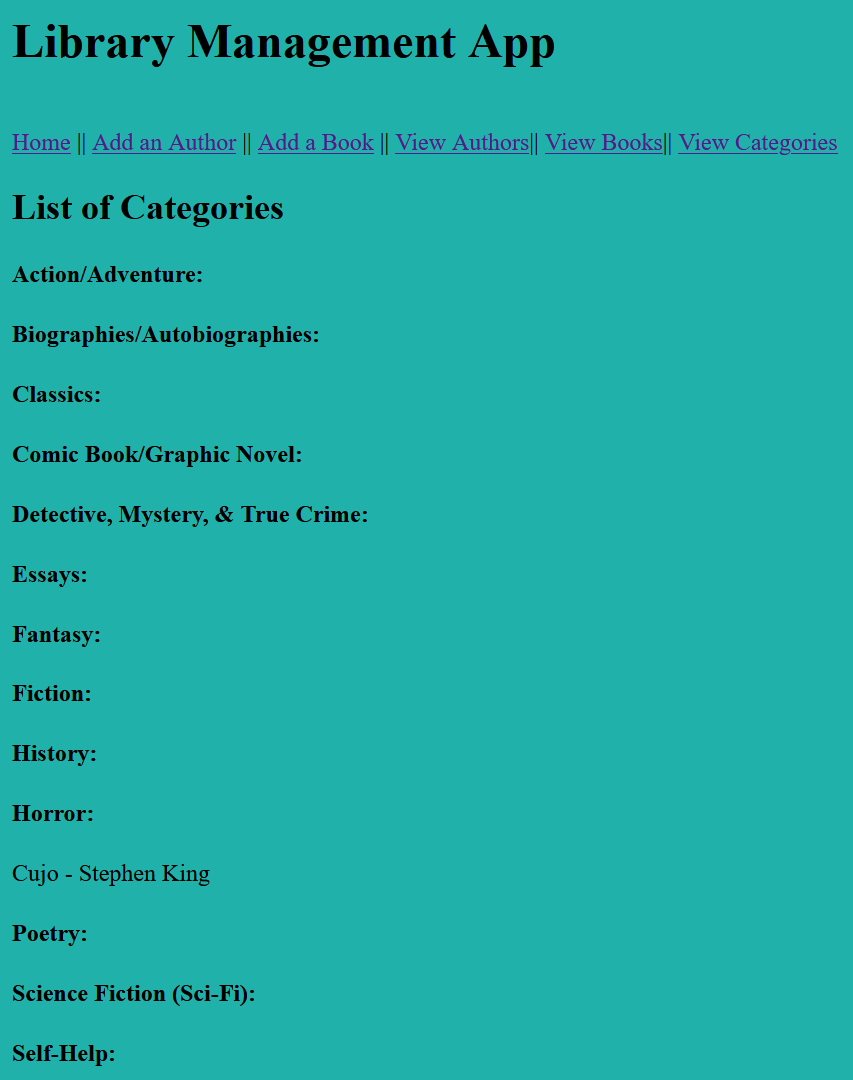 Library Management App
Home || Add an Author || Add a Book || View Authors|| View Books|| View Categories
List of Categories
Action/Adventure:
Biographies/Autobiographies:
Classics:
Comic Book/Graphic Novel:
Detective, Mystery, & True Crime:
Essays:
Fantasy:
Fiction:
History:
Horror:
Cujo - Stephen King
Poetry:
Science Fiction (Sci-Fi):
Self-Help: